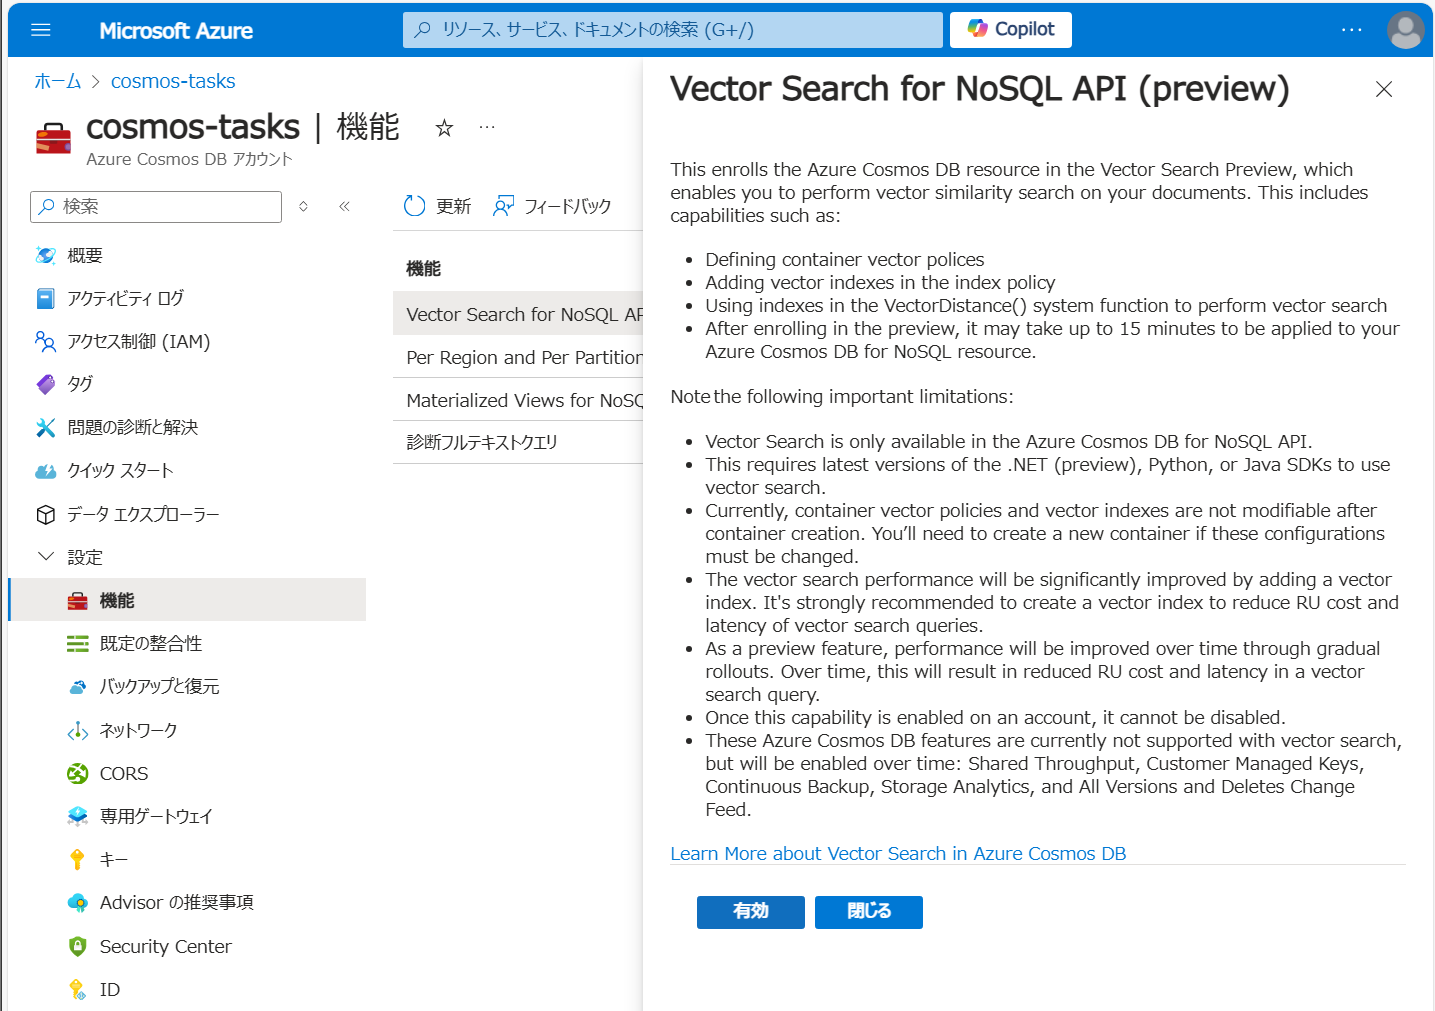 Microsoft Azure
リソース、サービス、ドキュメントの検索 (G+/)
Copilot
ホーム > cosmos-tasks
cosmos-tasks | 機能
Azure Cosmos DB アカウント
検索
概要
アクティビティ ログ
アクセス制御 (IAM)
タグ
問題の診断と解決
クイック スタート
データ エクスプローラー
設定
機能
既定の整合性
バックアップと復元
ネットワーク
CORS
専用ゲートウェイ
キー
Advisor の推奨事項
Security Center
ID
更新
フィードバック
機能
Vector Search for NoSQL AP
Per Region and Per Partition
Materialized Views for NoSQ
診断フルテキストクエリ
Vector Search for NoSQL API (preview)
This enrolls the Azure Cosmos DB resource in the Vector Search Preview, which
enables you to perform vector similarity search on your documents. This includes
capabilities such as:
• Defining container vector polices
• Adding vector indexes in the index policy
• Using indexes in the VectorDistance() system function to perform vector search
• After enrolling in the preview, it may take up to 15 minutes to be applied to your
Azure Cosmos DB for NoSQL resource.
Note the following important limitations:
• Vector Search is only available in the Azure Cosmos DB for NoSQL API.
• This requires latest versions of the .NET (preview), Python, or Java SDKs to use
vector search.
• Currently, container vector policies and vector indexes are not modifiable after
container creation. You’ll need to create a new container if these configurations
must be changed.
• The vector search performance will be significantly improved by adding a vector
index. It's strongly recommended to create a vector index to reduce RU cost and
latency of vector search queries.
• As a preview feature, performance will be improved over time through gradual
rollouts. Over time, this will result in reduced RU cost and latency in a vector
search query.
• Once this capability is enabled on an account, it cannot be disabled.
• These Azure Cosmos DB features are currently not supported with vector search,
but will be enabled over time: Shared Throughput, Customer Managed Keys,
Continuous Backup, Storage Analytics, and All Versions and Deletes Change
Feed.
Learn More about Vector Search in Azure Cosmos DB
有効
閉じる